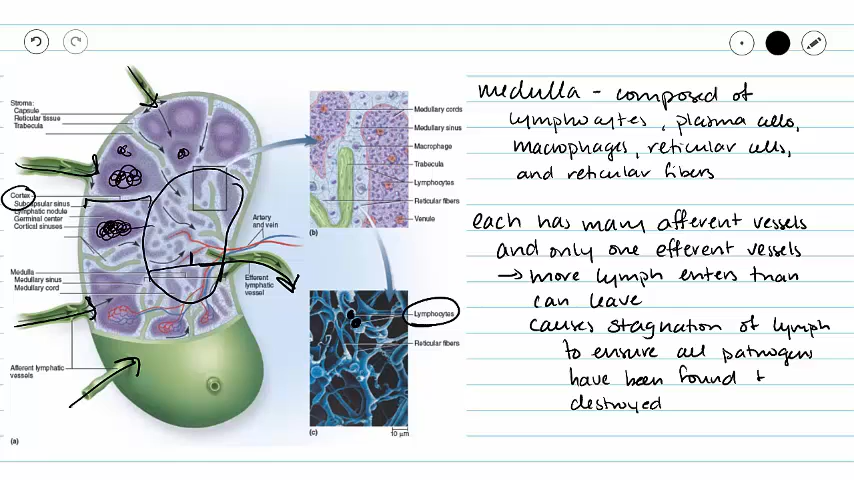 Stroma:
Capsule
Reticular tissue
Trabecula
Cortex
Subcapsular sinus
Lymphatic nodule
Germinal center
Cortical sinuses
Medulla
Medullary sinus
Medullary cord
Afferent lymphatic
vessels
(a)
Artery
and vein
Efferent
lymphatic
vessel
Medullary cords
Medullary sinus
Macrophage
Trabecula
Lymphocytes
Reticular fibers
Venule
(b)
Lymphocytes
Reticular fibers
(c)
10 μm
medulla - composed of
lymphocytes, plasma cells,
macrophages, reticular cells,
and reticular fibers
each has many afferent vessels
and only one efferent vessels
→ more lymph enters than
can leave
causes stagnation of lymph
to ensure all pathogens
have been found +
destroyed